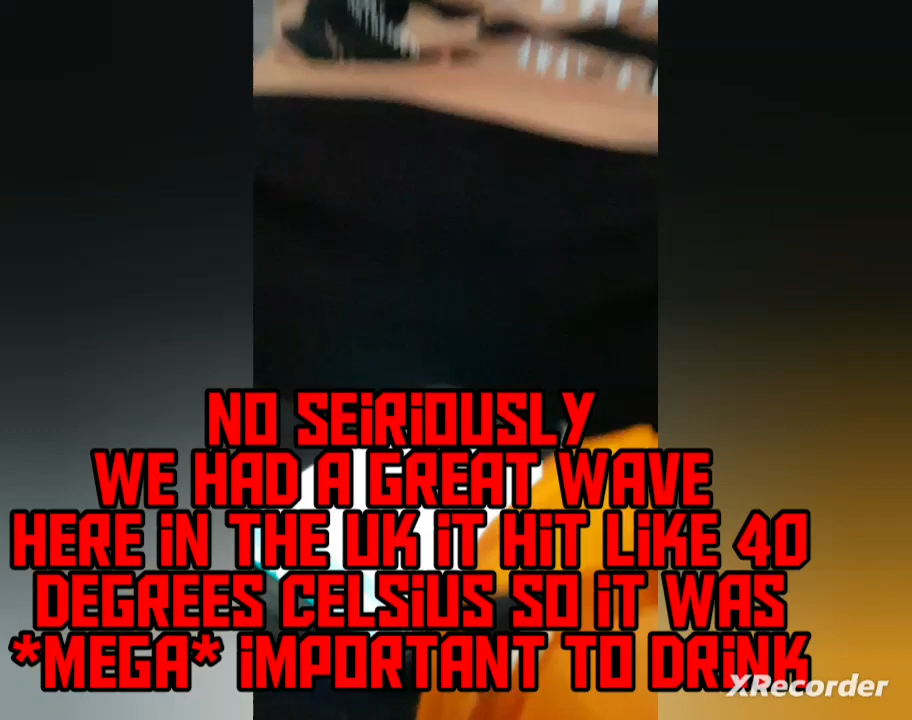 NO SEIRIOUSLY
WE HAD A GREAT WAVE
HERE IN THE UK IT HIT LIKE 40
DEGREES CELSIUS SO IT WAS
*MEGA* IMPORTANT TO DRINK
XRecorder